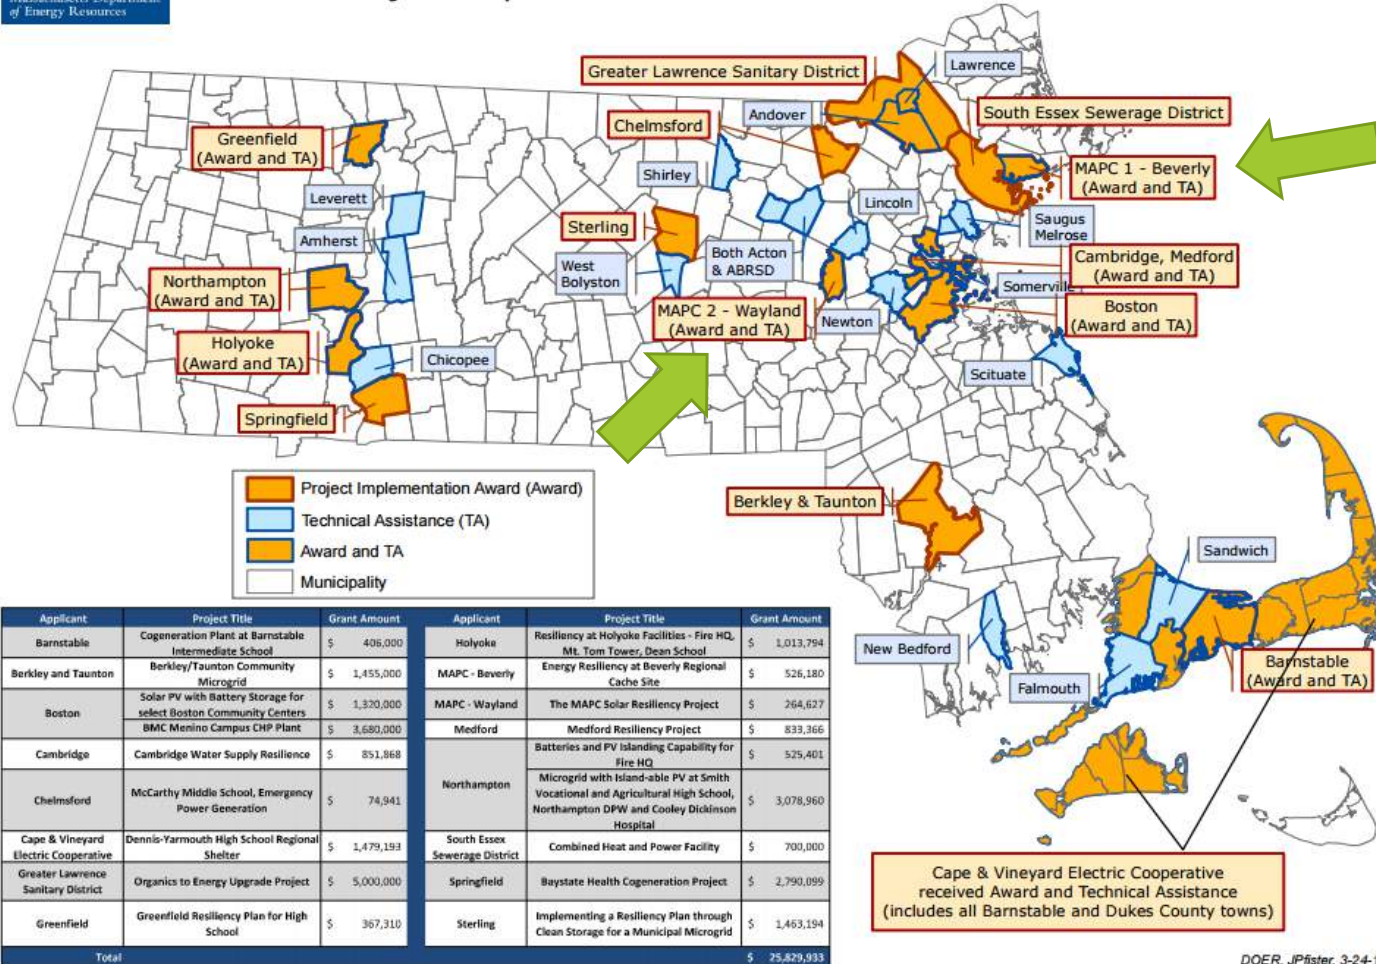 of Energy Resources
Greater Lawrence Sanitary District
Lawrence
Chelmsford
Andover
South Essex Sewerage District
Greenfield
(Award and TA)
MAPC 1 - Beverly
(Award and TA)
Shirley
Leverett
Lincoln
Saugus
Melrose
Sterling
Amherst
Both Acton
& ABRSD
West
Bolyston
Cambridge, Medford
(Award and TA)
Northampton
(Award and TA)
Somerville
MAPC 2 - Wayland
(Award and TA)
Newton
Boston
(Award and TA)
Holyoke
(Award and TA)
Chicopee
Scituate
Springfield
Project Implementation Award (Award)
Technical Assistance (TA)
Award and TA
Municipality
Berkley & Taunton
Sandwich
New Bedford
Falmouth
Barnstable
(Award and TA)
Cape & Vineyard Electric Cooperative
received Award and Technical Assistance
(includes all Barnstable and Dukes County towns)
Applicant Project Title Grant Amount Applicant Project Title Grant Amount
Barnstable Cogeneration Plant at Barnstable
Intermediate School $ 406,000
Holyoke Resiliency at Holyoke Facilities - Fire HQ,
Mt. Tom Tower, Dean School $ 1,013,794
Berkley and Taunton Berkley/Taunton Community
Microgrid $ 1,455,000
MAPC - Beverly Energy Resiliency at Beverly Regional
Cache Site $ 526,180
Boston Solar PV with Battery Storage for
select Boston Community Centers $ 1,320,000
MAPC - Wayland The MAPC Solar Resiliency Project $ 264,627
BMC Menino Campus CHP Plant $ 3,680,000
Medford Medford Resiliency Project $ 833,366
Cambridge Cambridge Water Supply Resilience $ 851,868
Northampton Batteries and PV Islanding Capability for
Fire HQ $ 525,401
Chelmsford McCarthy Middle School, Emergency
Power Generation $ 74,941
Microgrid with Island-able PV at Smith
Vocational and Agricultural High School,
Northampton DPW and Cooley Dickinson
Hospital $ 3,078,960
Cape & Vineyard
Electric Cooperative Dennis-Yarmouth High School Regional
Shelter $ 1,479,193
South Essex
Sewerage District Combined Heat and Power Facility $ 700,000
Greater Lawrence
Sanitary District Organics to Energy Upgrade Project $ 5,000,000
Springfield Baystate Health Cogeneration Project $ 2,790,099
Greenfield Greenfield Resiliency Plan for High
School $ 367,310
Sterling Implementing a Resiliency Plan through
Clean Storage for a Municipal Microgrid $ 1,463,194
Total $ 25,829,933
DOER, JPfister, 3-24-1